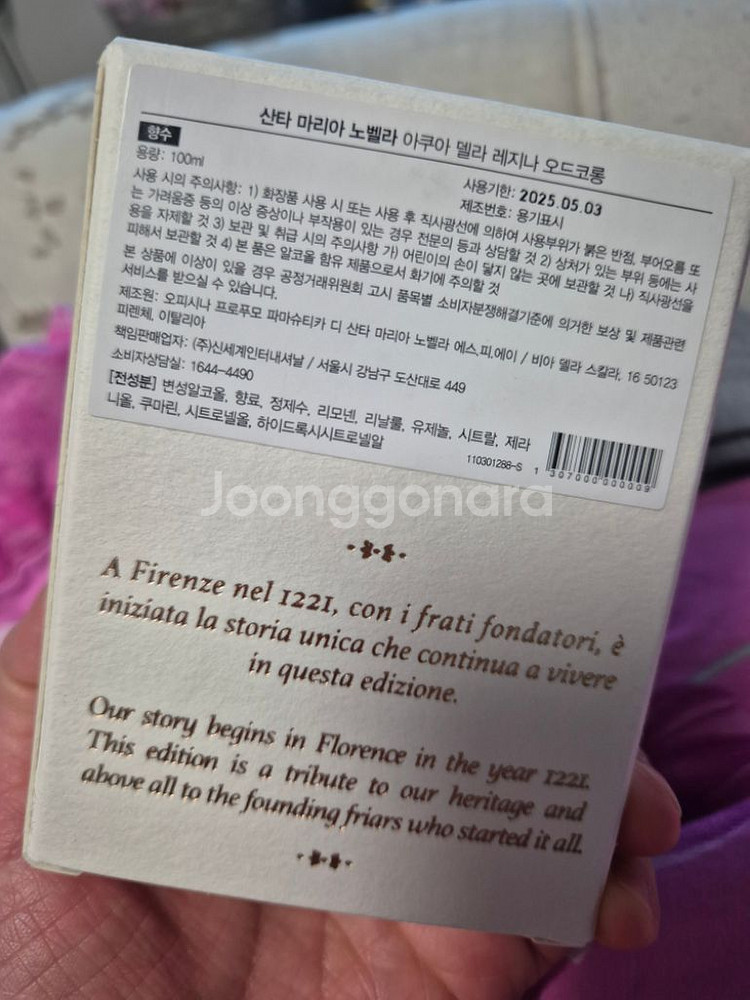 산타 마리아 노벨라 아쿠아 델라 레지나 오드코롱
향수
용량: 100ml
사용기한: 2025.05.03
제조번호: 용기표시
사용 시의 주의사항: 1) 화장품 사용 시 또는 사용 후 직사광선에 의하여 사용부위가 붉은 반점, 부어오름 또
는 가려움증 등의 이상 증상이나 부작용이 있는 경우 전문의 등과 상담할 것 2) 상처가 있는 부위 등에는 사
용을 자제할 것 3) 보관 및 취급 시의 주의사항 가) 어린이의 손이 닿지 않는 곳에 보관할 것 나) 직사광선을
피해서 보관할 것 4) 본 품은 알코올 함유 제품으로서 화기에 주의할 것
본 상품에 이상이 있을 경우 공정거래위원회 고시 품목별 소비자분쟁해결기준에 의거한 보상 및 제품관련
서비스를 받으실 수 있습니다.
제조원: 오피시나 프로푸모 파마슈티카 디 산타 마리아 노벨라 에스.피.에이 / 비아 델라 스칼라, 16 50123
피렌체, 이탈리아
책임판매업자: (주)신세계인터내셔날 / 서울시 강남구 도산대로 449
소비자상담실: 1644-4490
[전성분] 변성알코올, 향료, 정제수, 리모넨, 리날룰, 유제놀, 시트랄, 제라
니올, 쿠마린, 시트로넬올, 하이드록시시트로넬알
110301288-S
1 307000 000009
Joonggonara
A Firenze nel 1221, con i frati fondatori, è
iniziata la storia unica che continua a vivere
in questa edizione.
Our story begins in Florence in the year 1221.
This edition is a tribute to our heritage and
above all to the founding friars who started it all.